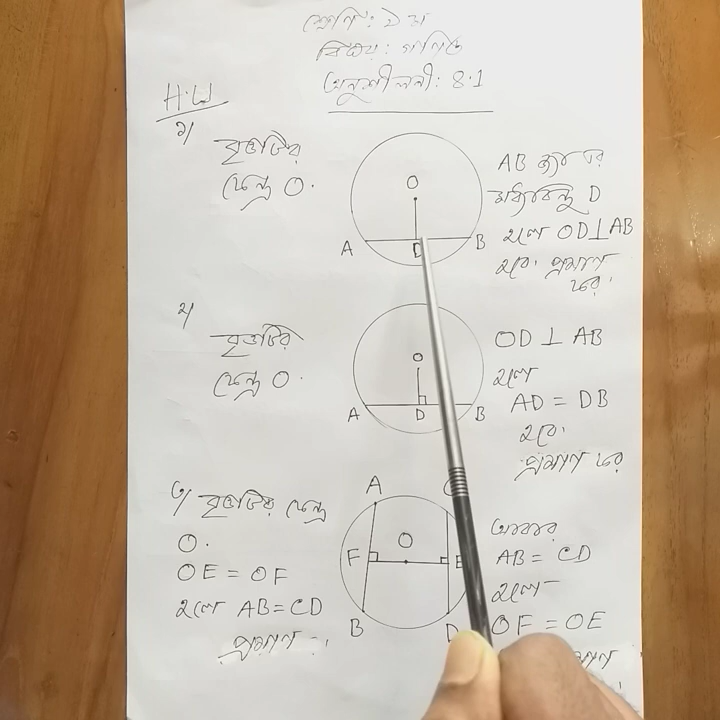 শ্রেণি: ৯ম
বিষয়: গণিত
অনুশীলনী: 8.1
H.W
১/ বৃত্তটির
কেন্দ্র O.
O
A D B
AB জ্যা এর
মধ্যবিন্দু D
হলে OD⊥AB
হবে. প্রমাণ
কর.
২/ বৃত্তটির
কেন্দ্র O.
O
A D B
OD ⊥ AB
হলে
AD = DB
হবে.
প্রমাণ কর
৩/ বৃত্তটির কেন্দ্র
O.
OE = OF
হলে AB=CD
প্রমাণ
A
F O E
B D
আবার
AB = CD
হলে
OF = OE